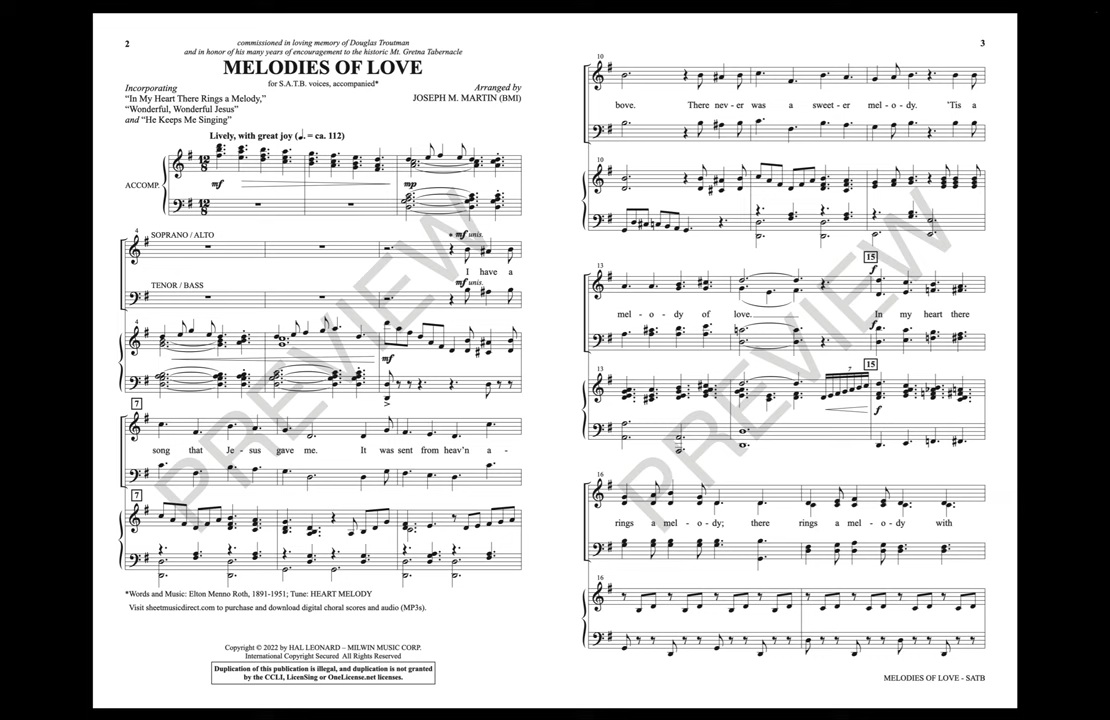 2
commissioned in loving memory of Douglas Troutman
and in honor of his many years of encouragement to the historic Mt. Gretna Tabernacle
MELODIES OF LOVE
for S.A.T.B. voices, accompanied*
Incorporating
“In My Heart There Rings a Melody,”
“Wonderful, Wonderful Jesus”
and “He Keeps Me Singing”
Arranged by
JOSEPH M. MARTIN (BMI)
Lively, with great joy (♩. = ca. 112)
12 8
ACCOMP.
mf
mp
12 8
4
SOPRANO / ALTO
* mf unis.
I have a
TENOR / BASS
mf unis.
4
mf
7
song that Je - sus gave me. It was sent from heav’n a -
7
*Words and Music: Elton Menno Roth, 1891-1951; Tune: HEART MELODY
Visit sheetmusicdirect.com to purchase and download digital choral scores and audio (MP3s).
Copyright © 2022 by HAL LEONARD – MILWIN MUSIC CORP.
International Copyright Secured All Rights Reserved
Duplication of this publication is illegal, and duplication is not granted
by the CCLI, LicenSing or OneLicense.net licenses.
PREVIEW
3
10
bove. There nev - er was a sweet - er mel - o - dy. ’Tis a
10
13
15
f
mel - o - dy of love. In my heart there
13
15
7
f
16
rings a mel - o - dy; there rings a mel - o - dy with
16
MELODIES OF LOVE - SATB
PREVIEW